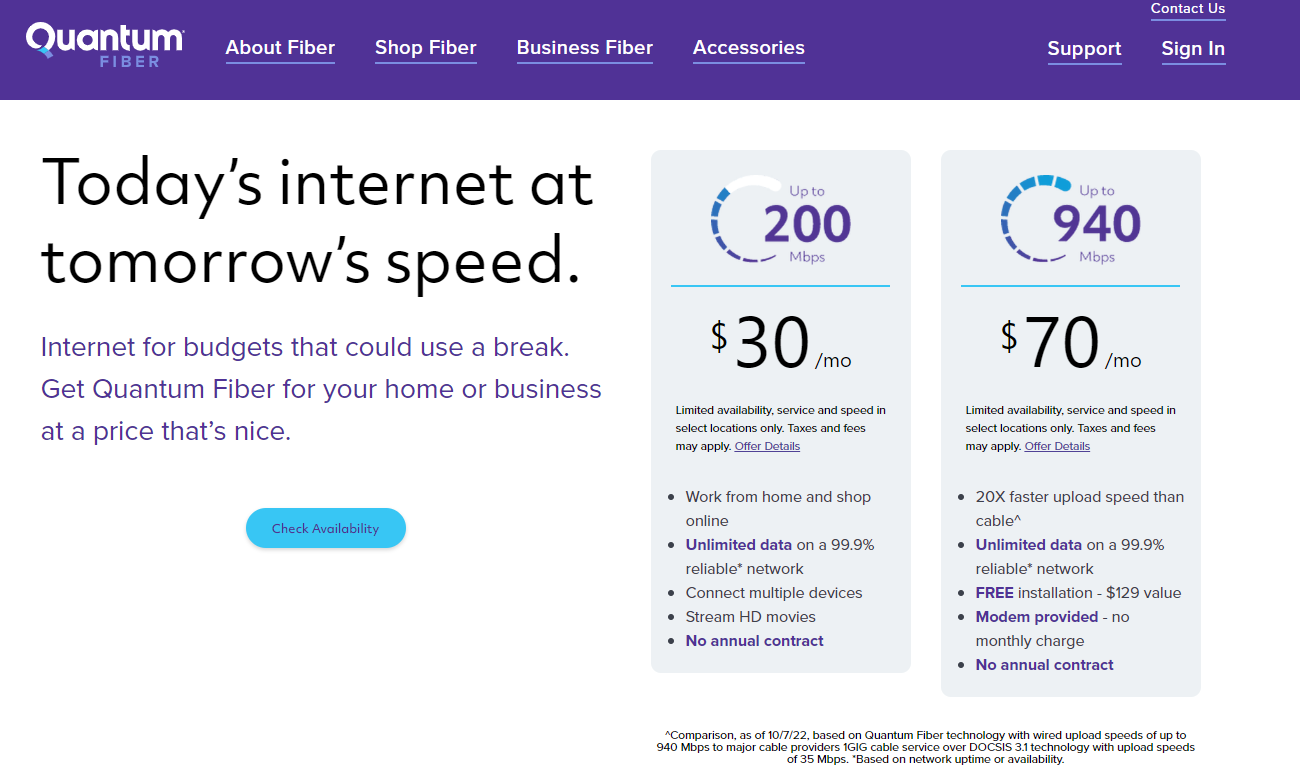 Contact Us
Quantum
FIBER
About Fiber
Shop Fiber
Business Fiber
Accessories
Support
Sign In
Today’s internet at
tomorrow’s speed.
Internet for budgets that could use a break.
Get Quantum Fiber for your home or business
at a price that’s nice.
Check Availability
Up to
200
Mbps
$30/mo
Limited availability, service and speed in
select locations only. Taxes and fees
may apply. Offer Details
• Work from home and shop
online
• Unlimited data on a 99.9%
reliable* network
• Connect multiple devices
• Stream HD movies
• No annual contract
Up to
940
Mbps
$70/mo
Limited availability, service and speed in
select locations only. Taxes and fees
may apply. Offer Details
• 20X faster upload speed than
cable^
• Unlimited data on a 99.9%
reliable* network
• FREE installation - $129 value
• Modem provided - no
monthly charge
• No annual contract
^Comparison, as of 10/7/22, based on Quantum Fiber technology with wired upload speeds of up to
940 Mbps to major cable providers 1GIG cable service over DOCSIS 3.1 technology with upload speeds
of 35 Mbps. *Based on network uptime or availability.